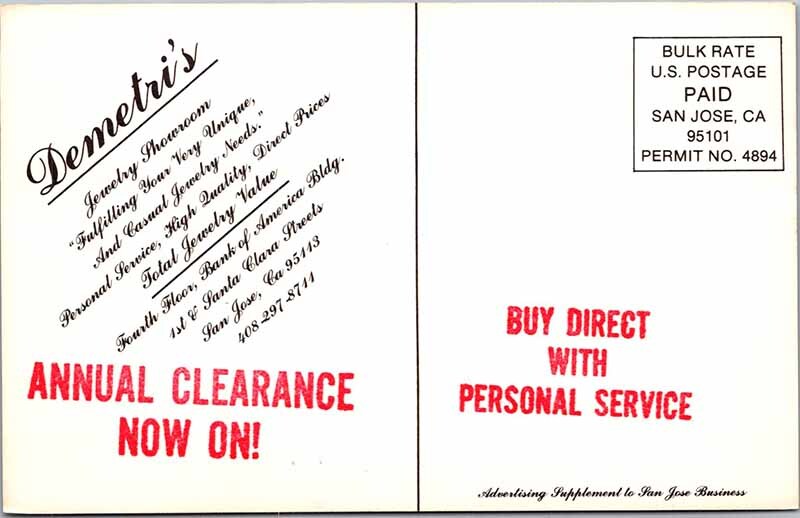 Demetri's
Jewelry Showroom
"Fulfilling Your Very Unique,
And Casual Jewelry Needs."
Personal Service, High Quality, Direct Prices
Total Jewelry Value
Fourth Floor, Bank of America Bldg.
1st & Santa Clara Streets
San Jose, Ca 95113
408-297-8711
ANNUAL CLEARANCE
NOW ON!
BULK RATE
U.S. POSTAGE
PAID
SAN JOSE, CA
95101
PERMIT NO. 4894
BUY DIRECT
WITH
PERSONAL SERVICE
Advertising Supplement to San Jose Business